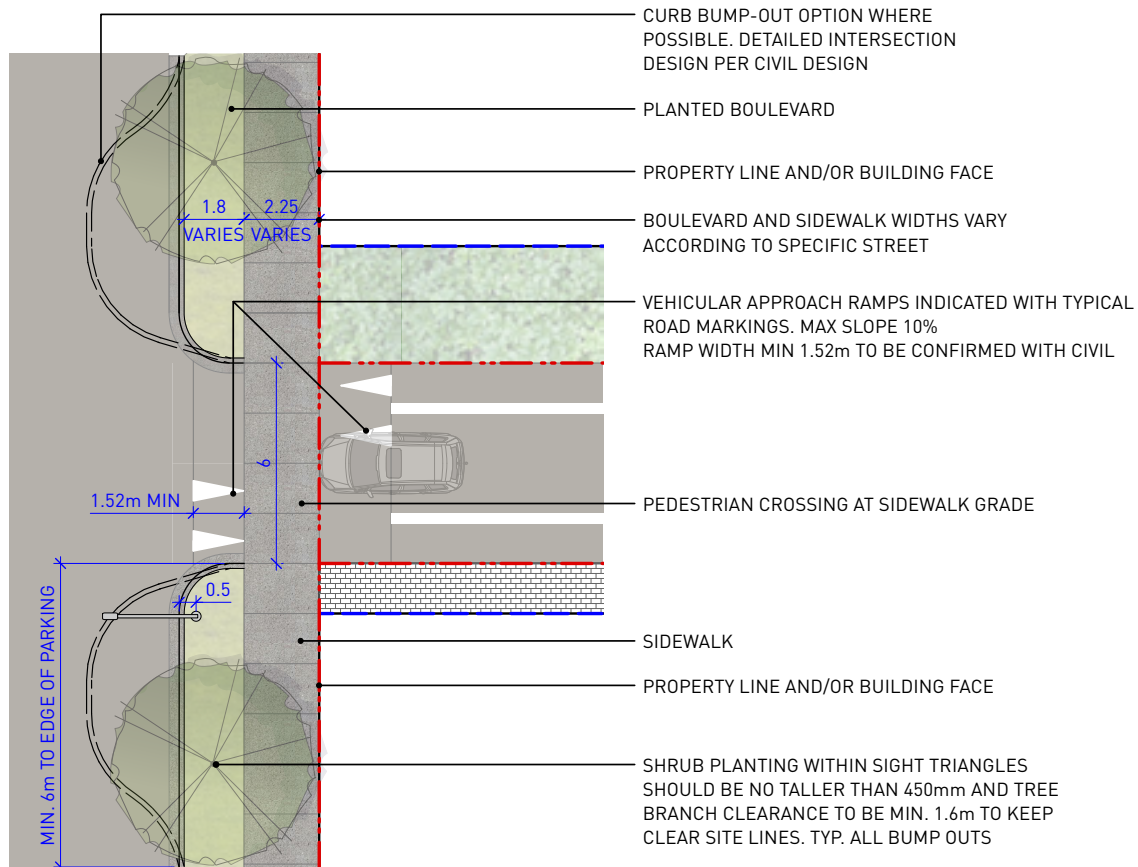 CURB BUMP-OUT OPTION WHERE
POSSIBLE. DETAILED INTERSECTION
DESIGN PER CIVIL DESIGN
PLANTED BOULEVARD
PROPERTY LINE AND/OR BUILDING FACE
1.8
VARIES
2.25
VARIES
BOULEVARD AND SIDEWALK WIDTHS VARY
ACCORDING TO SPECIFIC STREET
VEHICULAR APPROACH RAMPS INDICATED WITH TYPICAL
ROAD MARKINGS. MAX SLOPE 10%
RAMP WIDTH MIN 1.52m TO BE CONFIRMED WITH CIVIL
6
1.52m MIN
PEDESTRIAN CROSSING AT SIDEWALK GRADE
0.5
MIN. 6m TO EDGE OF PARKING
SIDEWALK
PROPERTY LINE AND/OR BUILDING FACE
SHRUB PLANTING WITHIN SIGHT TRIANGLES
SHOULD BE NO TALLER THAN 450mm AND TREE
BRANCH CLEARANCE TO BE MIN. 1.6m TO KEEP
CLEAR SITE LINES. TYP. ALL BUMP OUTS